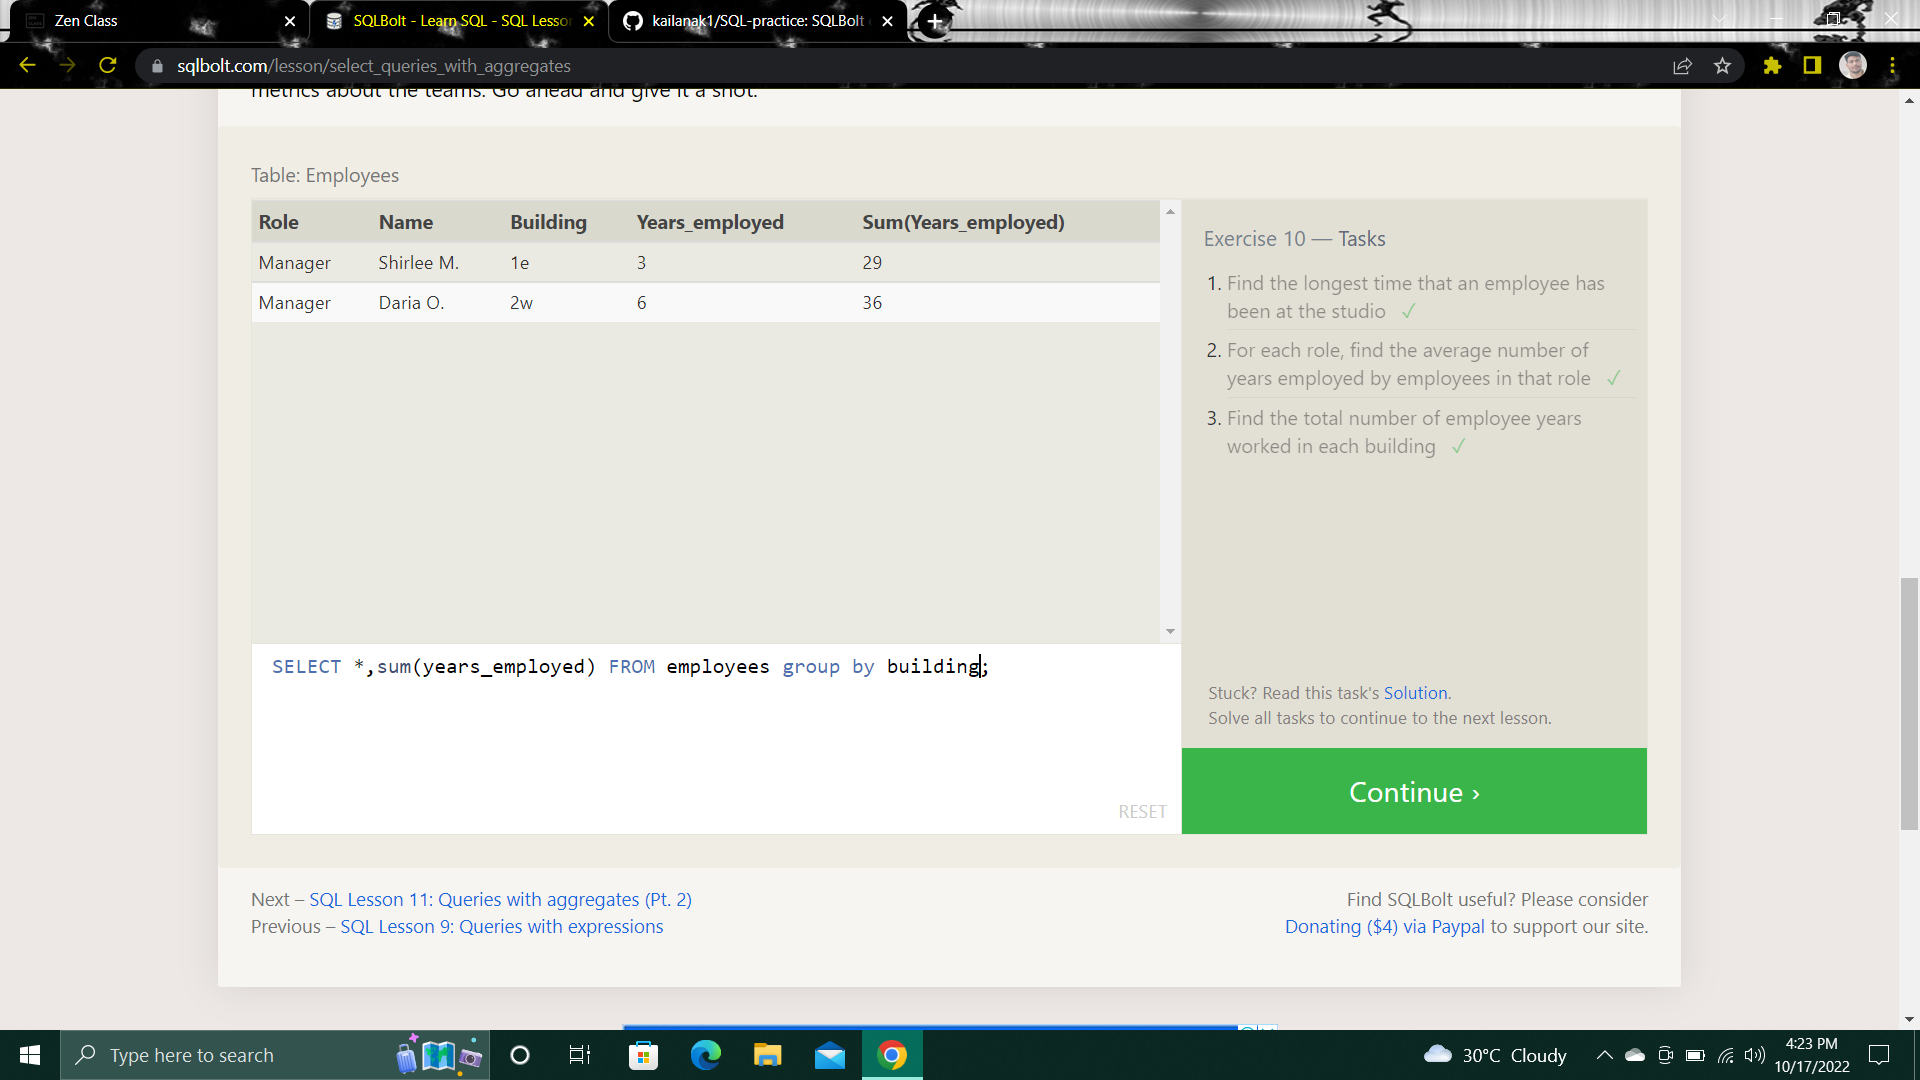 Zen Class
SQLBolt - Learn SQL - SQL Lesso
kailanak1/SQL-practice: SQLBolt
sqlbolt.com/lesson/select_queries_with_aggregates
metrics about the teams. Go ahead and give it a shot.
Table: Employees
Role Name Building Years_employed Sum(Years_employed)
Manager Shirlee M. 1e 3 29
Manager Daria O. 2w 6 36
Exercise 10 — Tasks
1. Find the longest time that an employee has
been at the studio ✓
2. For each role, find the average number of
years employed by employees in that role ✓
3. Find the total number of employee years
worked in each building ✓
SELECT *,sum(years_employed) FROM employees group by building;
RESET
Stuck? Read this task's Solution.
Solve all tasks to continue to the next lesson.
Continue ›
Next – SQL Lesson 11: Queries with aggregates (Pt. 2)
Previous – SQL Lesson 9: Queries with expressions
Find SQLBolt useful? Please consider
Donating ($4) via Paypal to support our site.
Type here to search
30°C Cloudy
4:23 PM
10/17/2022